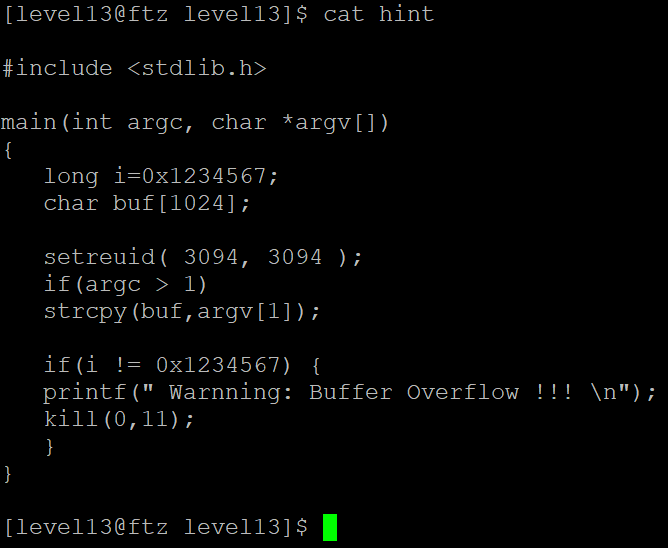 [level13@ftz level13]$ cat hint
#include <stdlib.h>
main(int argc, char *argv[])
{
long i=0x1234567;
char buf[1024];
setreuid( 3094, 3094 );
if(argc > 1)
strcpy(buf,argv[1]);
if(i != 0x1234567) {
printf(" Warnning: Buffer Overflow !!! \n");
kill(0,11);
}
}
[level13@ftz level13]$